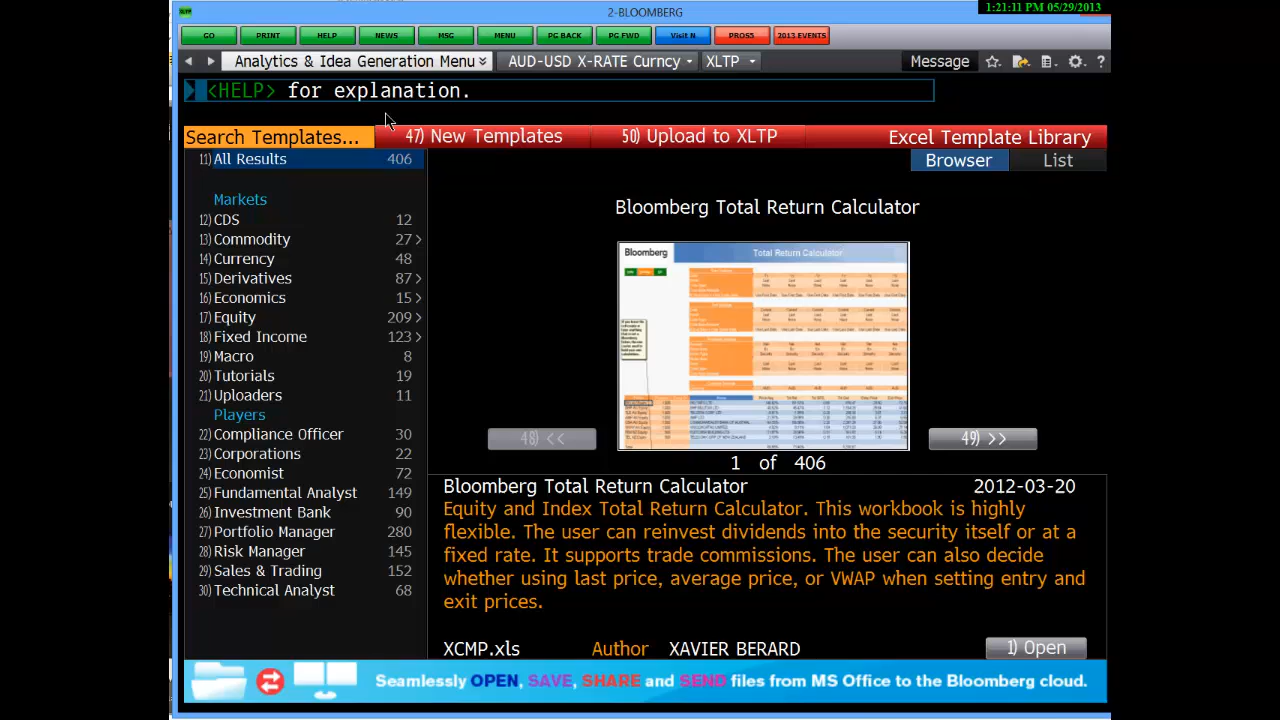 1:21:11 PM 05/29/2013
2-BLOOMBERG
GO PRINT HELP NEWS MSG MENU PG BACK PG FWD Visit N PROS5 2013 EVENTS
Analytics & Idea Generation Menu AUD-USD X-RATE Curncy XLTP Message ?
<HELP> for explanation.
Search Templates... 47) New Templates 50) Upload to XLTP Excel Template Library
Browser List
11) All Results 406
Markets
12) CDS 12
13) Commodity 27 >
14) Currency 48
15) Derivatives 87 >
16) Economics 15 >
17) Equity 209 >
18) Fixed Income 123 >
19) Macro 8
20) Tutorials 19
21) Uploaders 11
Players
22) Compliance Officer 30
23) Corporations 22
24) Economist 72
25) Fundamental Analyst 149
26) Investment Bank 90
27) Portfolio Manager 280
28) Risk Manager 145
29) Sales & Trading 152
30) Technical Analyst 68
Bloomberg Total Return Calculator
Bloomberg Total Return Calculator
48) << 49) >>
1 of 406
Bloomberg Total Return Calculator 2012-03-20
Equity and Index Total Return Calculator. This workbook is highly
flexible. The user can reinvest dividends into the security itself or at a
fixed rate. It supports trade commissions. The user can also decide
whether using last price, average price, or VWAP when setting entry and
exit prices.
XCMP.xls Author XAVIER BERARD 1) Open
Seamlessly OPEN, SAVE, SHARE and SEND files from MS Office to the Bloomberg cloud.